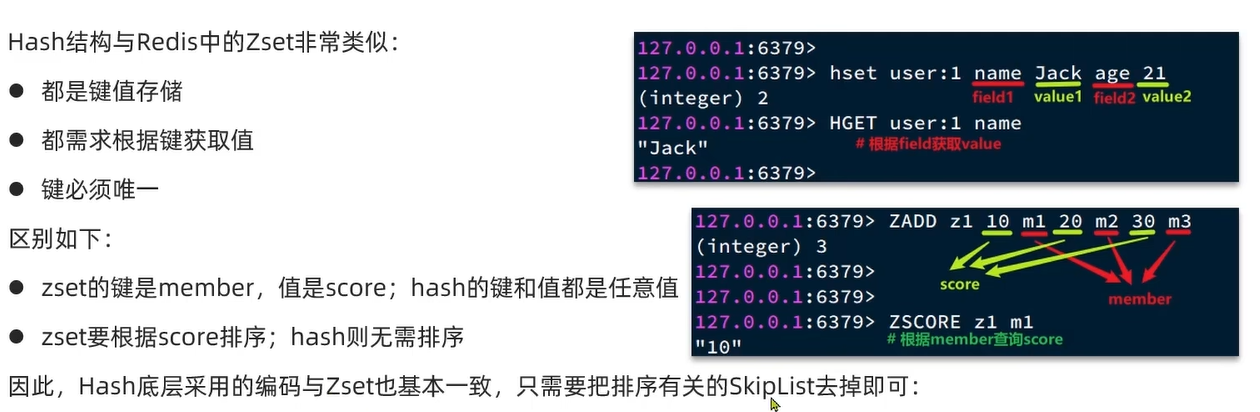 Hash结构与Redis中的Zset非常类似：
● 都是键值存储
● 都需求根据键获取值
● 键必须唯一
区别如下：
● zset的键是member，值是score；hash的键和值都是任意值
● zset要根据score排序；hash则无需排序
因此，Hash底层采用的编码与Zset也基本一致，只需要把排序有关的SkipList去掉即可：
127.0.0.1:6379>
127.0.0.1:6379> hset user:1 name Jack age 21
(integer) 2 field1 value1 field2 value2
127.0.0.1:6379> HGET user:1 name
"Jack" # 根据field获取value
127.0.0.1:6379>
127.0.0.1:6379> ZADD z1 10 m1 20 m2 30 m3
(integer) 3
127.0.0.1:6379>
score
127.0.0.1:6379>
member
127.0.0.1:6379> ZSCORE z1 m1
"10" # 根据member查询score